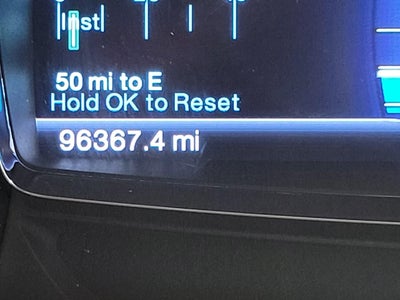 Inst
50 mi to E
Hold OK to Reset
96367.4 mi